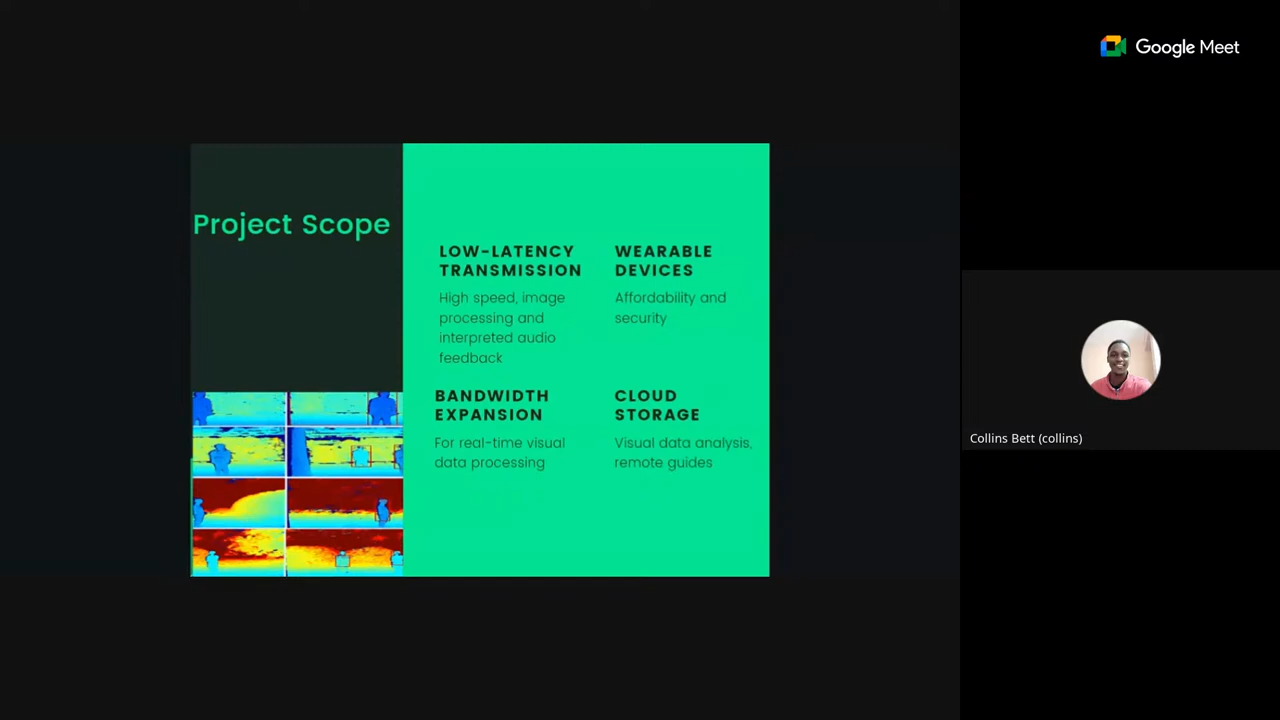 Google Meet
Project Scope
LOW-LATENCY
TRANSMISSION
High speed, image
processing and
interpreted audio
feedback
WEARABLE
DEVICES
Affordability and
security
BANDWIDTH
EXPANSION
For real-time visual
data processing
CLOUD
STORAGE
Visual data analysis,
remote guides
Collins Bett (collins)